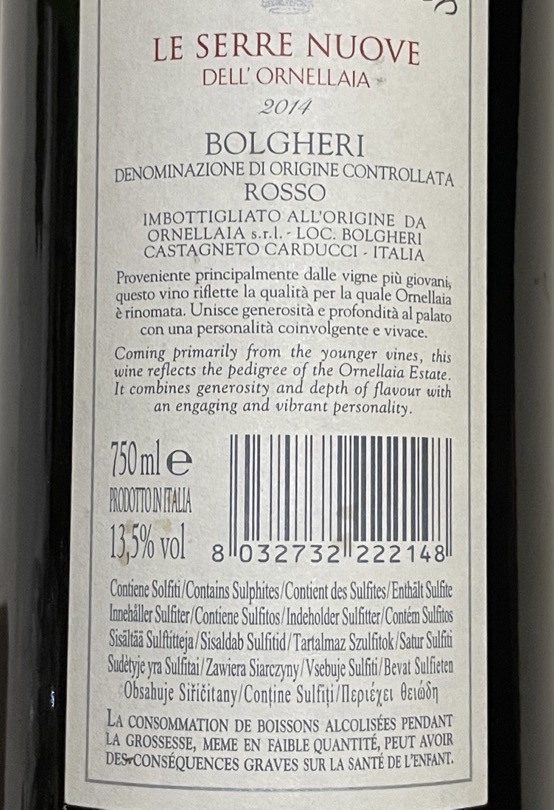 LE SERRE NUOVE
DELL' ORNELLAIA
2014
BOLGHERI
DENOMINAZIONE DI ORIGINE CONTROLLATA
ROSSO
IMBOTTIGLIATO ALL'ORIGINE DA
ORNELLAIA s.r.l. - LOC. BOLGHERI
CASTAGNETO CARDUCCI - ITALIA
Proveniente principalmente dalle vigne più giovani,
questo vino riflette la qualità per la quale Ornellaia
è rinomata. Unisce generosità e profondità al palato
con una personalità coinvolgente e vivace.
Coming primarily from the younger vines, this
wine reflects the pedigree of the Ornellaia Estate.
It combines generosity and depth of flavour with
an engaging and vibrant personality.
750 ml e
PRODOTTO IN ITALIA
13,5% vol
8 032732 222148
Contiene Solfiti/Contains Sulphites/Contient des Sulfites/Enthält Sulfite
Innehåller Sulfiter/Contiene Sulfitos/Indeholder Sulfitter/Contém Sulfitos
Sisältää Sulfiitteja/Sisaldab Sulfitid/Tartalmaz Szulfitok/Satur Sulfiti
Sudėtyje yra Sulfitai/Zawiera Siarczyny/Vsebuje Sulfiti/Bevat Sulfieten
Obsahuje Siřičitany/Conţine Sulfiţi/Περιέχει θειώδη
LA CONSOMMATION DE BOISSONS ALCOLISÉES PENDANT
LA GROSSESSE, MEME EN FAIBLE QUANTITÉ, PEUT AVOIR
DES CONSÉQUENCES GRAVES SUR LA SANTÉ DE L'ENFANT.